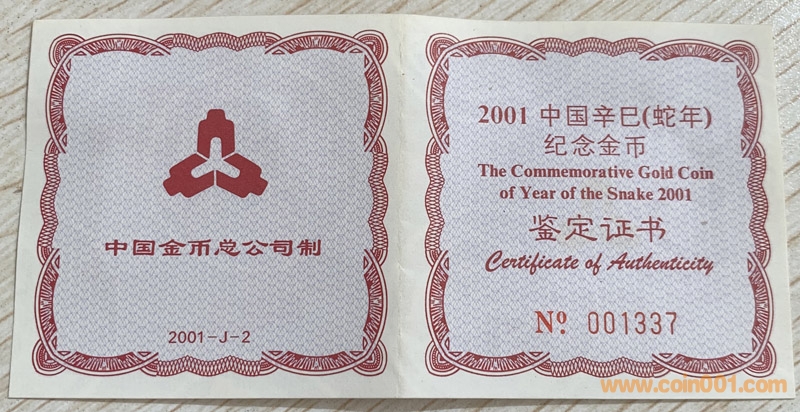 中国金币总公司制
2001-J-2
2001 中国辛巳(蛇年)
纪念金币
The Commemorative Gold Coin
of Year of the Snake 2001
鉴定证书
Certificate of Authenticity
Nº. 001337
www.coin001.com